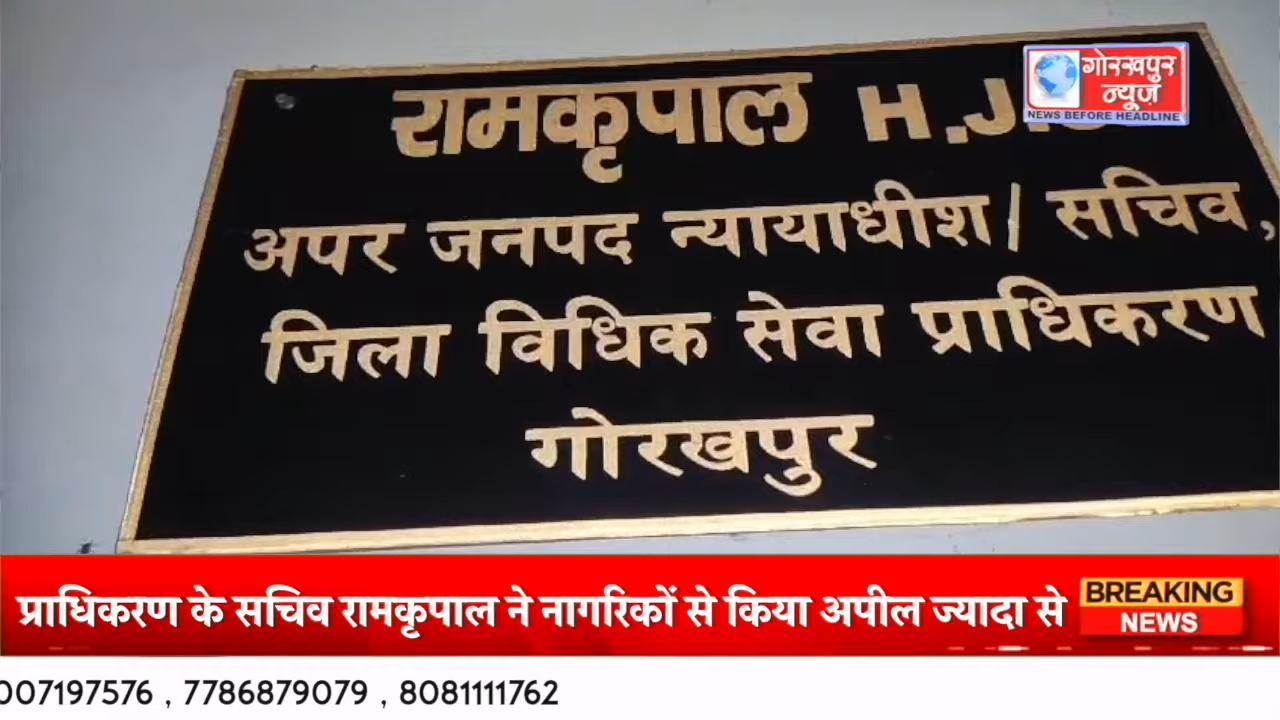 रामकृपाल H.J.
अपर जनपद न्यायाधीश/ सचिव,
जिला विधिक सेवा प्राधिकरण
गोरखपुर
गोरखपुर
न्यूज़
NEWS BEFORE HEADLINE
प्राधिकरण के सचिव रामकृपाल ने नागरिकों से किया अपील ज्यादा से
BREAKING
NEWS
007197576 , 7786879079 , 8081111762